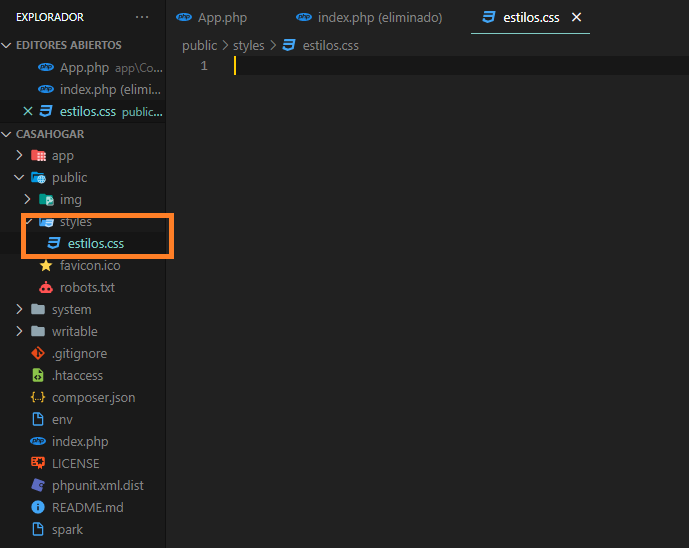 EXPLORADOR ···
EDITORES ABIERTOS
App.php app\Co...
index.php (elimi...
estilos.css public...
CASAHOGAR
app
public
img
styles
estilos.css
favicon.ico
robots.txt
system
writable
.gitignore
.htaccess
composer.json
env
index.php
LICENSE
phpunit.xml.dist
README.md
spark
App.php index.php (eliminado) estilos.css
public > styles > estilos.css
1